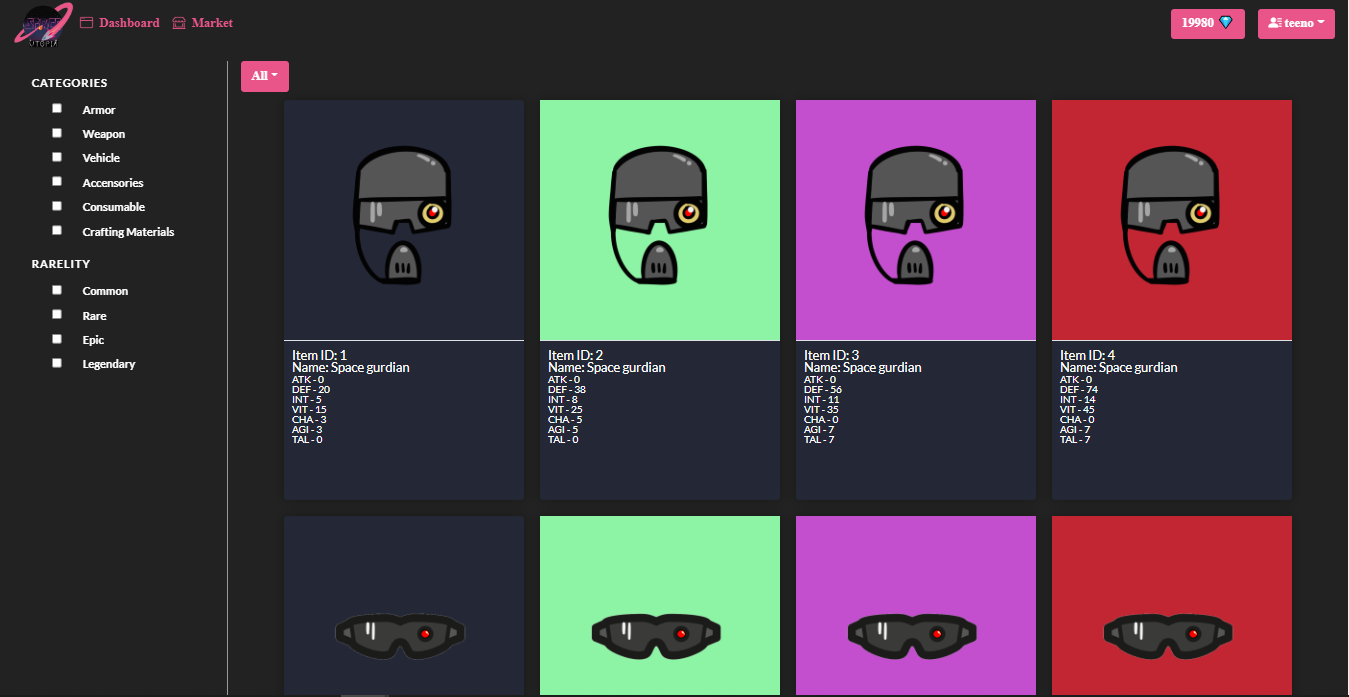 UTOPIA
Dashboard
Market
19980
teeno
CATEGORIES
Armor
Weapon
Vehicle
Accessories
Consumable
Crafting Materials
RARELITY
Common
Rare
Epic
Legendary
All
Item ID: 1
Name: Space gurdian
ATK - 0
DEF - 20
INT - 5
VIT - 15
CHA - 3
AGI - 3
TAL - 0
Item ID: 2
Name: Space gurdian
ATK - 0
DEF - 38
INT - 8
VIT - 25
CHA - 5
AGI - 5
TAL - 0
Item ID: 3
Name: Space gurdian
ATK - 0
DEF - 56
INT - 11
VIT - 35
CHA - 0
AGI - 7
TAL - 7
Item ID: 4
Name: Space gurdian
ATK - 0
DEF - 74
INT - 14
VIT - 45
CHA - 0
AGI - 7
TAL - 7